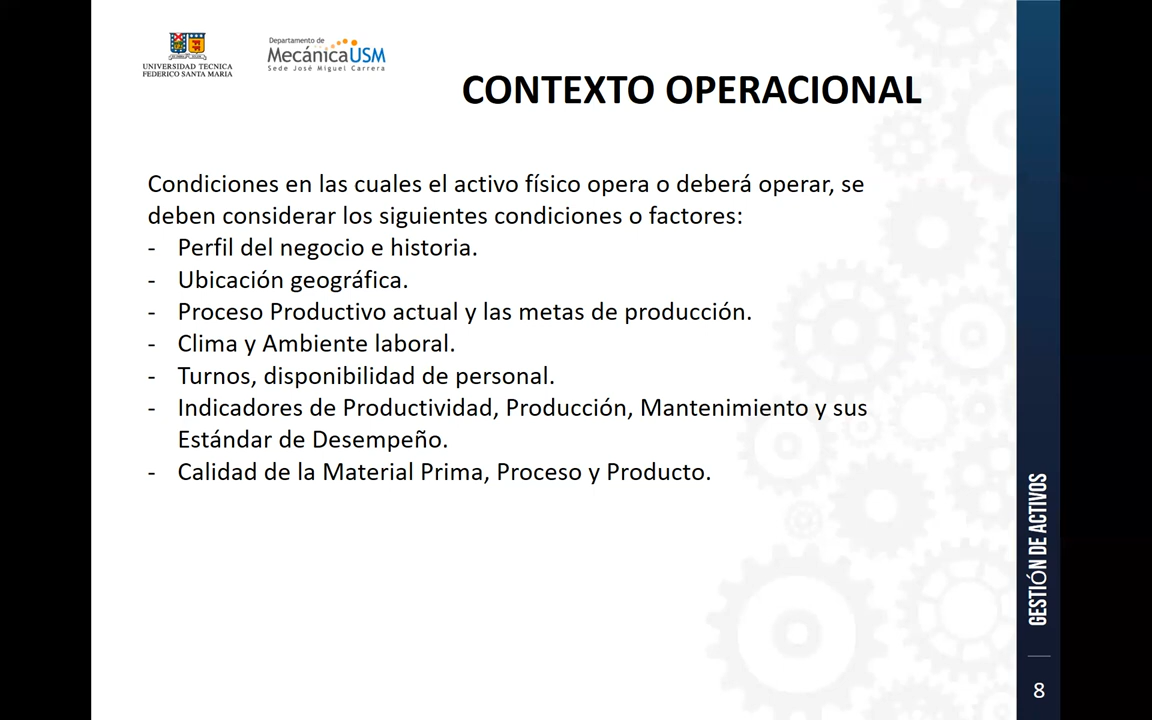 UNIVERSIDAD TECNICA
FEDERICO SANTA MARIA
Departamento de
MecánicaUSM
Sede José Miguel Carrera
CONTEXTO OPERACIONAL
Condiciones en las cuales el activo físico opera o deberá operar, se
deben considerar los siguientes condiciones o factores:
- Perfil del negocio e historia.
- Ubicación geográfica.
- Proceso Productivo actual y las metas de producción.
- Clima y Ambiente laboral.
- Turnos, disponibilidad de personal.
- Indicadores de Productividad, Producción, Mantenimiento y sus
Estándar de Desempeño.
- Calidad de la Material Prima, Proceso y Producto.
GESTIÓN DE ACTIVOS
8